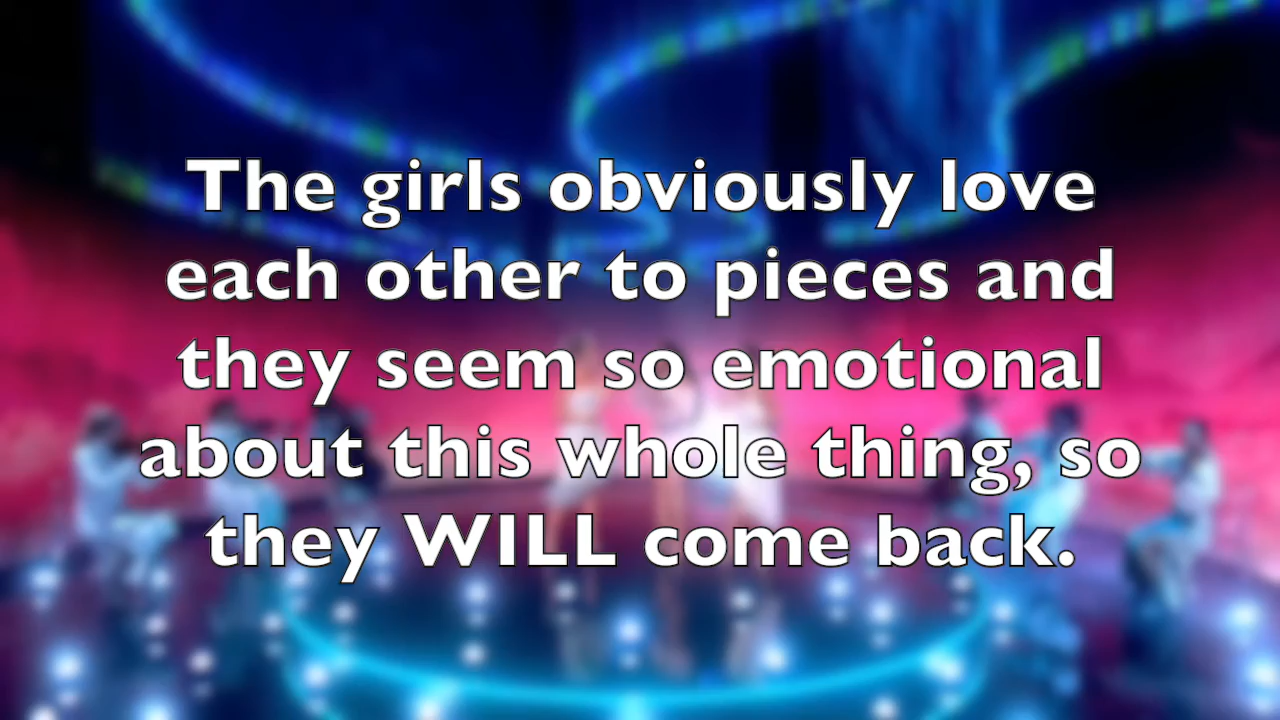 The girls obviously love
each other to pieces and
they seem so emotional
about this whole thing, so
they WILL come back.